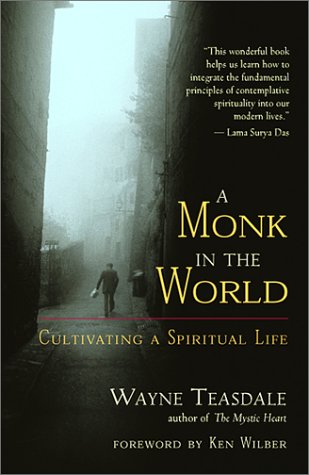 "This wonderful book
helps us learn how to
integrate the fundamental
principles of contemplative
spirituality into our
modern lives."
— Lama Surya Das
A
Monk
in the
World
Cultivating a Spiritual Life
Wayne Teasdale
author of The Mystic Heart
foreword by Ken Wilber